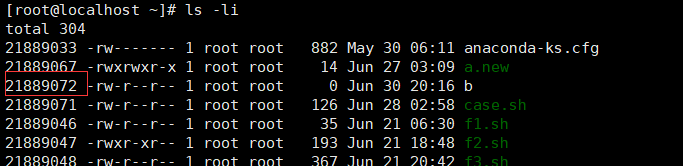 [root@localhost ~]# ls -li
total 304
21889033 -rw------- 1 root root   882 May 30 06:11 anaconda-ks.cfg
21889067 -rwxrwxr-x 1 root root    14 Jun 27 03:09 a.new
21889072 -rw-r--r-- 1 root root     0 Jun 30 20:16 b
21889071 -rw-r--r-- 1 root root   126 Jun 28 02:58 case.sh
21889046 -rw-r--r-- 1 root root    35 Jun 21 06:30 f1.sh
21889047 -rwxr-xr-- 1 root root   193 Jun 21 18:48 f2.sh
21889048 -rw-r--r-- 1 root root   367 Jun 21 20:42 f3.sh